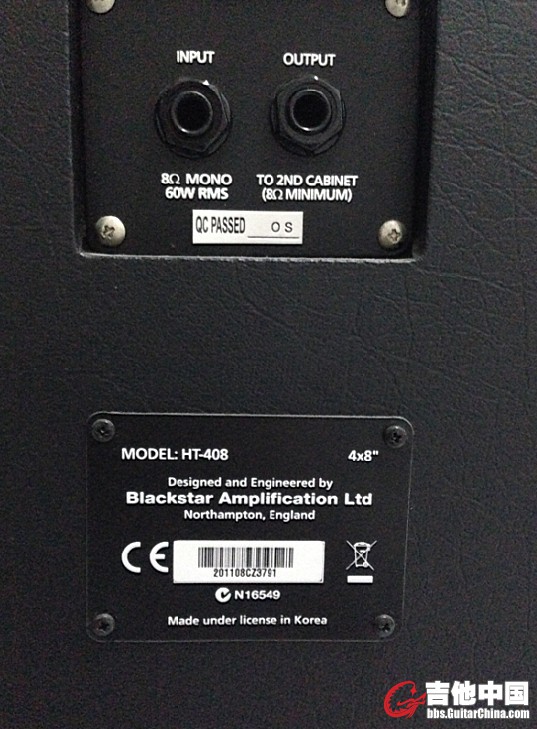 INPUT OUTPUT
8Ω MONO TO 2ND CABINET
60W RMS (8Ω MINIMUM)
QC PASSED OS
MODEL: HT-408 4x8"
Designed and Engineered by
Blackstar Amplification Ltd
Northampton, England
CE
201108CZ3791
N16549
Made under license in Korea
吉他中国
bbs.GuitarChina.com